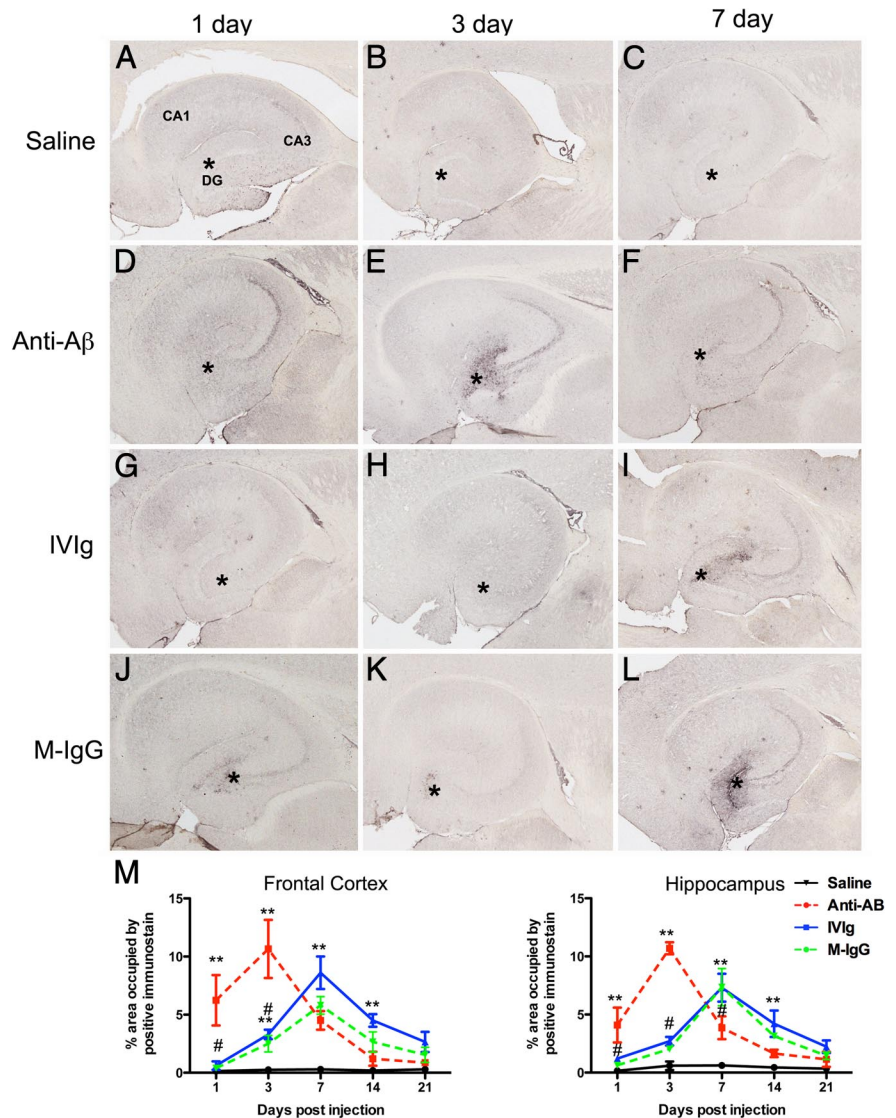 1 day
3 day
7 day
Saline
A
CA1
CA3
*
DG
B
*
C
*
Anti-Aβ
D
*
E
*
F
*
IVIg
G
*
H
*
I
*
M-IgG
J
*
K
*
L
*
M
Frontal Cortex
% area occupied by
positive immunostain
15
10
5
0
**
#
**
#
**
**
**
1
3
7
14
21
Days post injection
Hippocampus
% area occupied by
positive immunostain
15
10
5
0
**
#
**
#
**
#
**
1
3
7
14
21
Days post injection
Saline
Anti-AB
IVIg
M-IgG